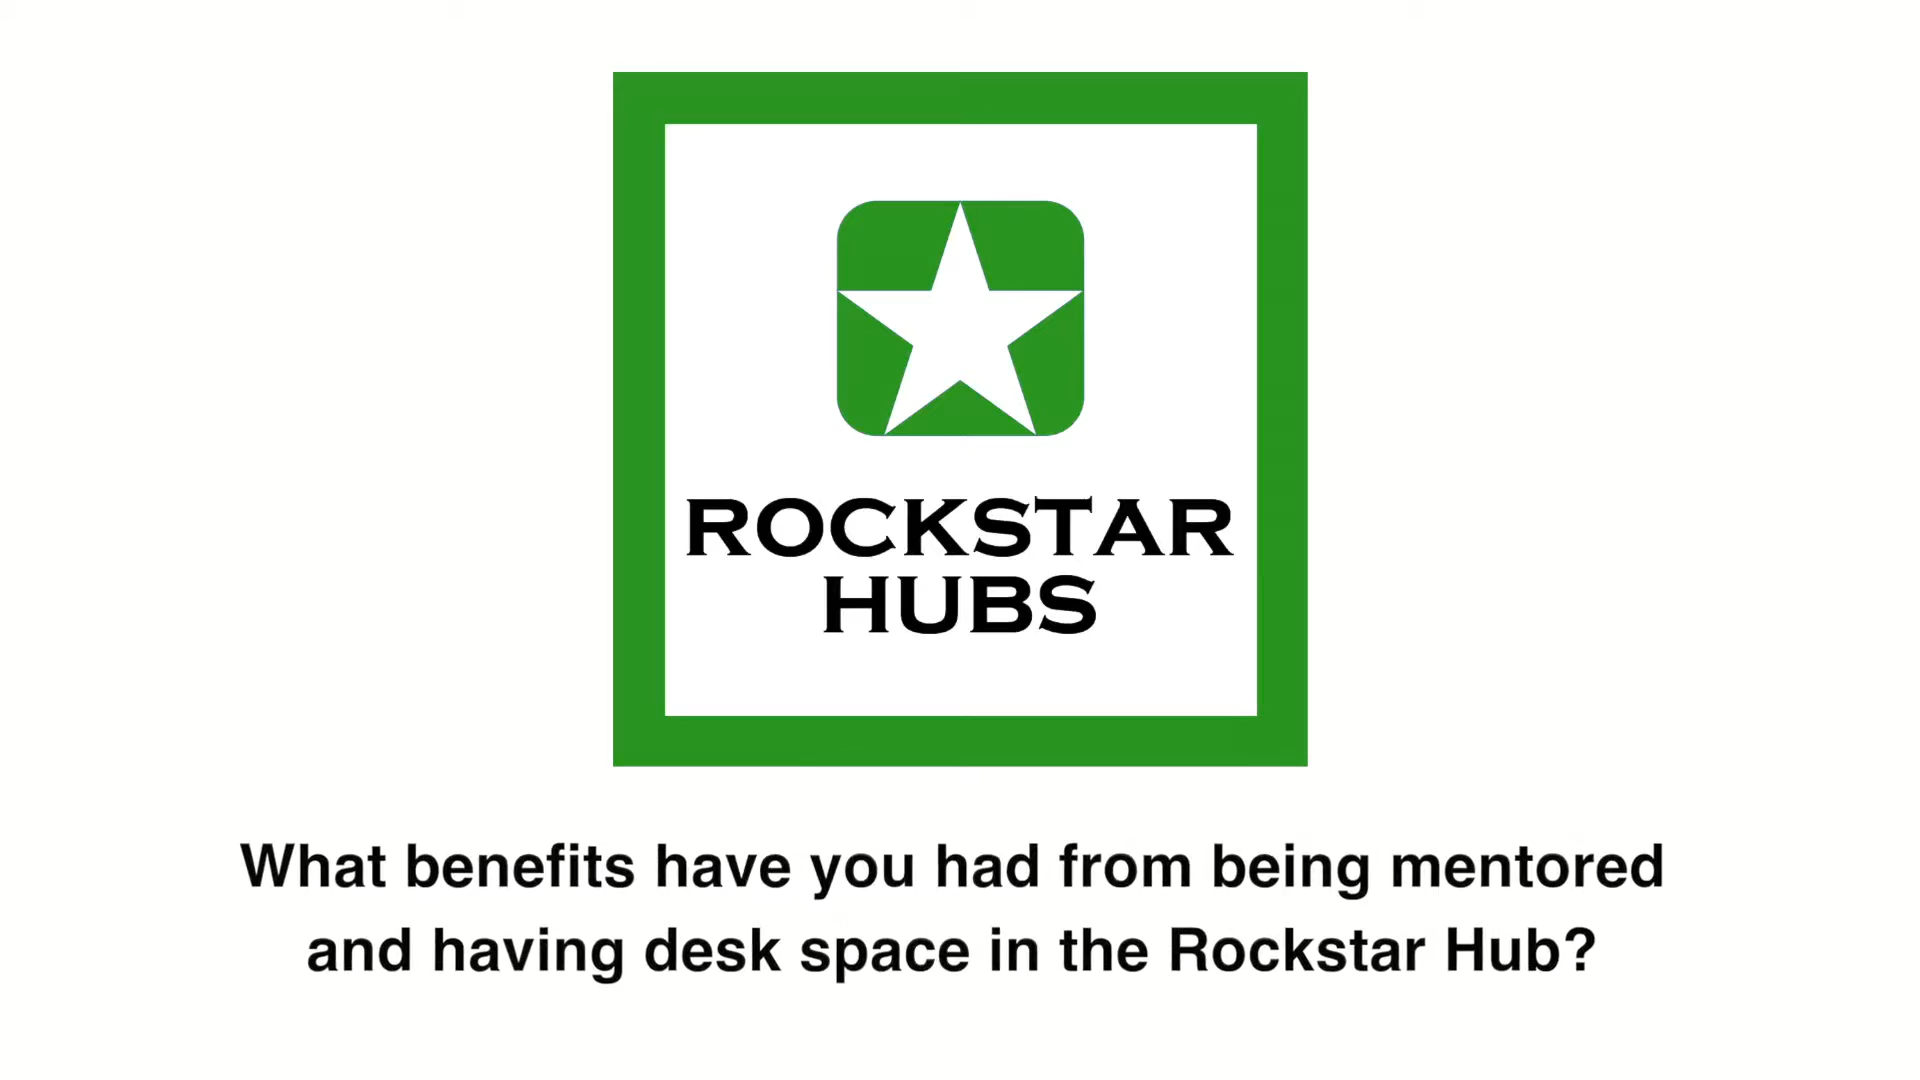 ROCKSTAR
HUBS
What benefits have you had from being mentored
and having desk space in the Rockstar Hub?